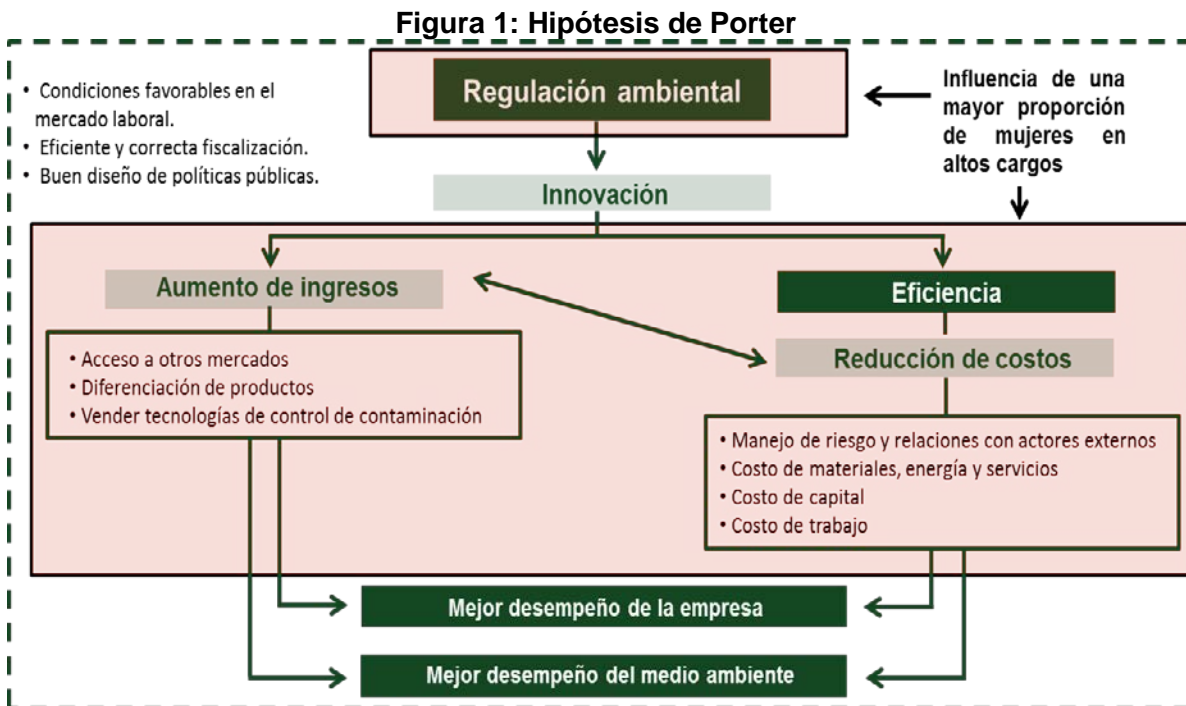 Figura 1: Hipótesis de Porter
• Condiciones favorables en el
mercado laboral.
• Eficiente y correcta fiscalización.
• Buen diseño de políticas públicas.
Regulación ambiental
Influencia de una
mayor proporción
de mujeres en
altos cargos
Innovación
Aumento de ingresos
Eficiencia
• Acceso a otros mercados
• Diferenciación de productos
• Vender tecnologías de control de contaminación
Reducción de costos
• Manejo de riesgo y relaciones con actores externos
• Costo de materiales, energía y servicios
• Costo de capital
• Costo de trabajo
Mejor desempeño de la empresa
Mejor desempeño del medio ambiente